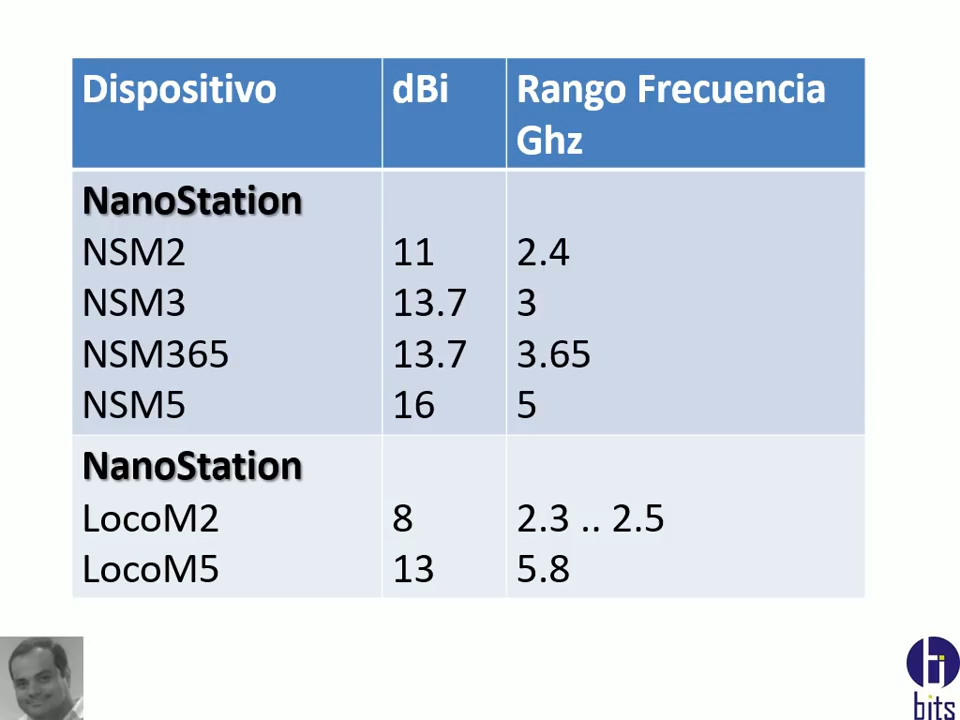 Dispositivo dBi Rango Frecuencia
Ghz
NanoStation
NSM2 11 2.4
NSM3 13.7 3
NSM365 13.7 3.65
NSM5 16 5
NanoStation
LocoM2 8 2.3 .. 2.5
LocoM5 13 5.8
bits